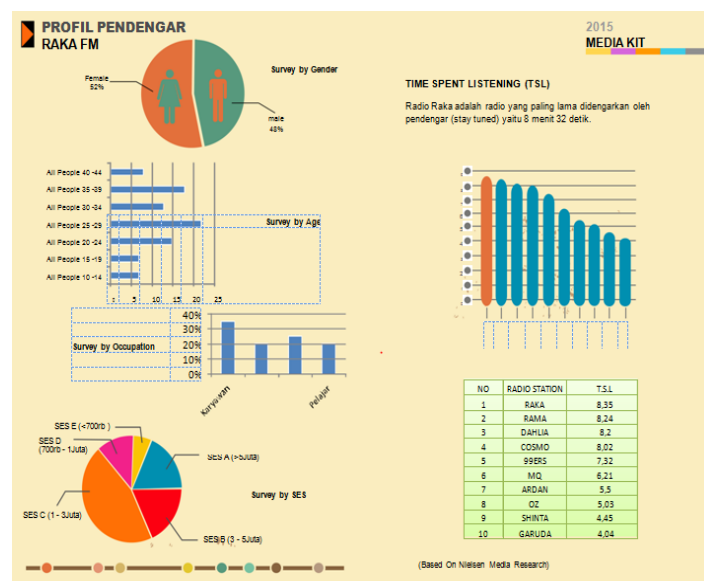 PROFIL PENDENGAR
RAKA FM
2015
MEDIA KIT
Survey by Gender
Female
52%
male
48%
TIME SPENT LISTENING (TSL)
Radio Raka adalah radio yang paling lama didengarkan oleh
pendengar (stay tuned) yaitu 8 menit 32 detik.
All People 40 -44
All People 35 -39
All People 30 -34
All People 25 -29
All People 20 -24
All People 15 -19
All People 10 -14
Survey by Age
5 10 15 20 25
40%
30%
20%
10%
0%
Survey by Occupation
Karyawan
Pelajar
SES E (<700rb )
SES D
(700rb - 1Juta)
SES A (>5Juta)
SES C (1 - 3Juta)
SES B (3 - 5Juta)
Survey by SES
NO RADIO STATION T.S.L
1 RAKA 8,35
2 RAMA 8,24
3 DAHLIA 8,2
4 COSMO 8,02
5 99ERS 7,32
6 MQ 6,21
7 ARDAN 5,5
8 OZ 5,03
9 SHINTA 4,45
10 GARUDA 4,04
(Based On Nielsen Media Research)